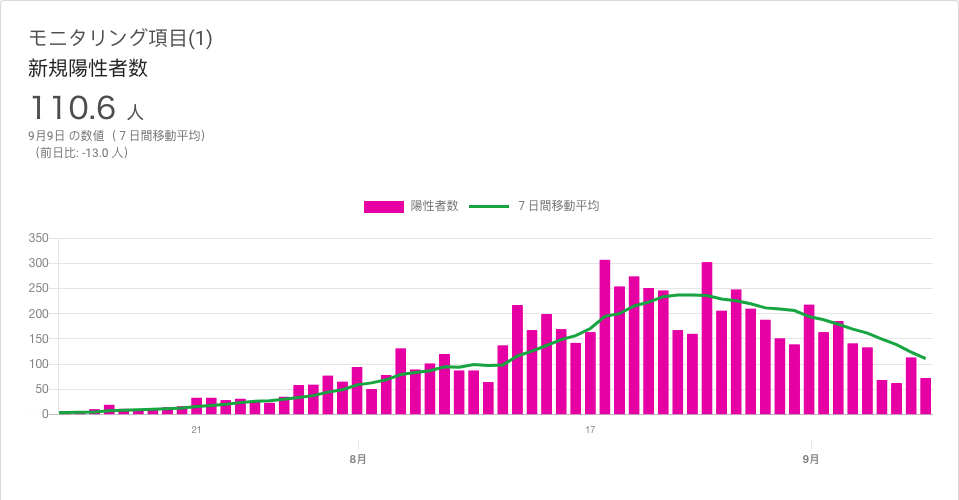 モニタリング項目(1)
新規陽性者数
110.6 人
9月9日 の数値（７日間移動平均）
（前日比: -13.0 人）
陽性者数 ７日間移動平均
350
300
250
200
150
100
50
0
21 17
8月 9月